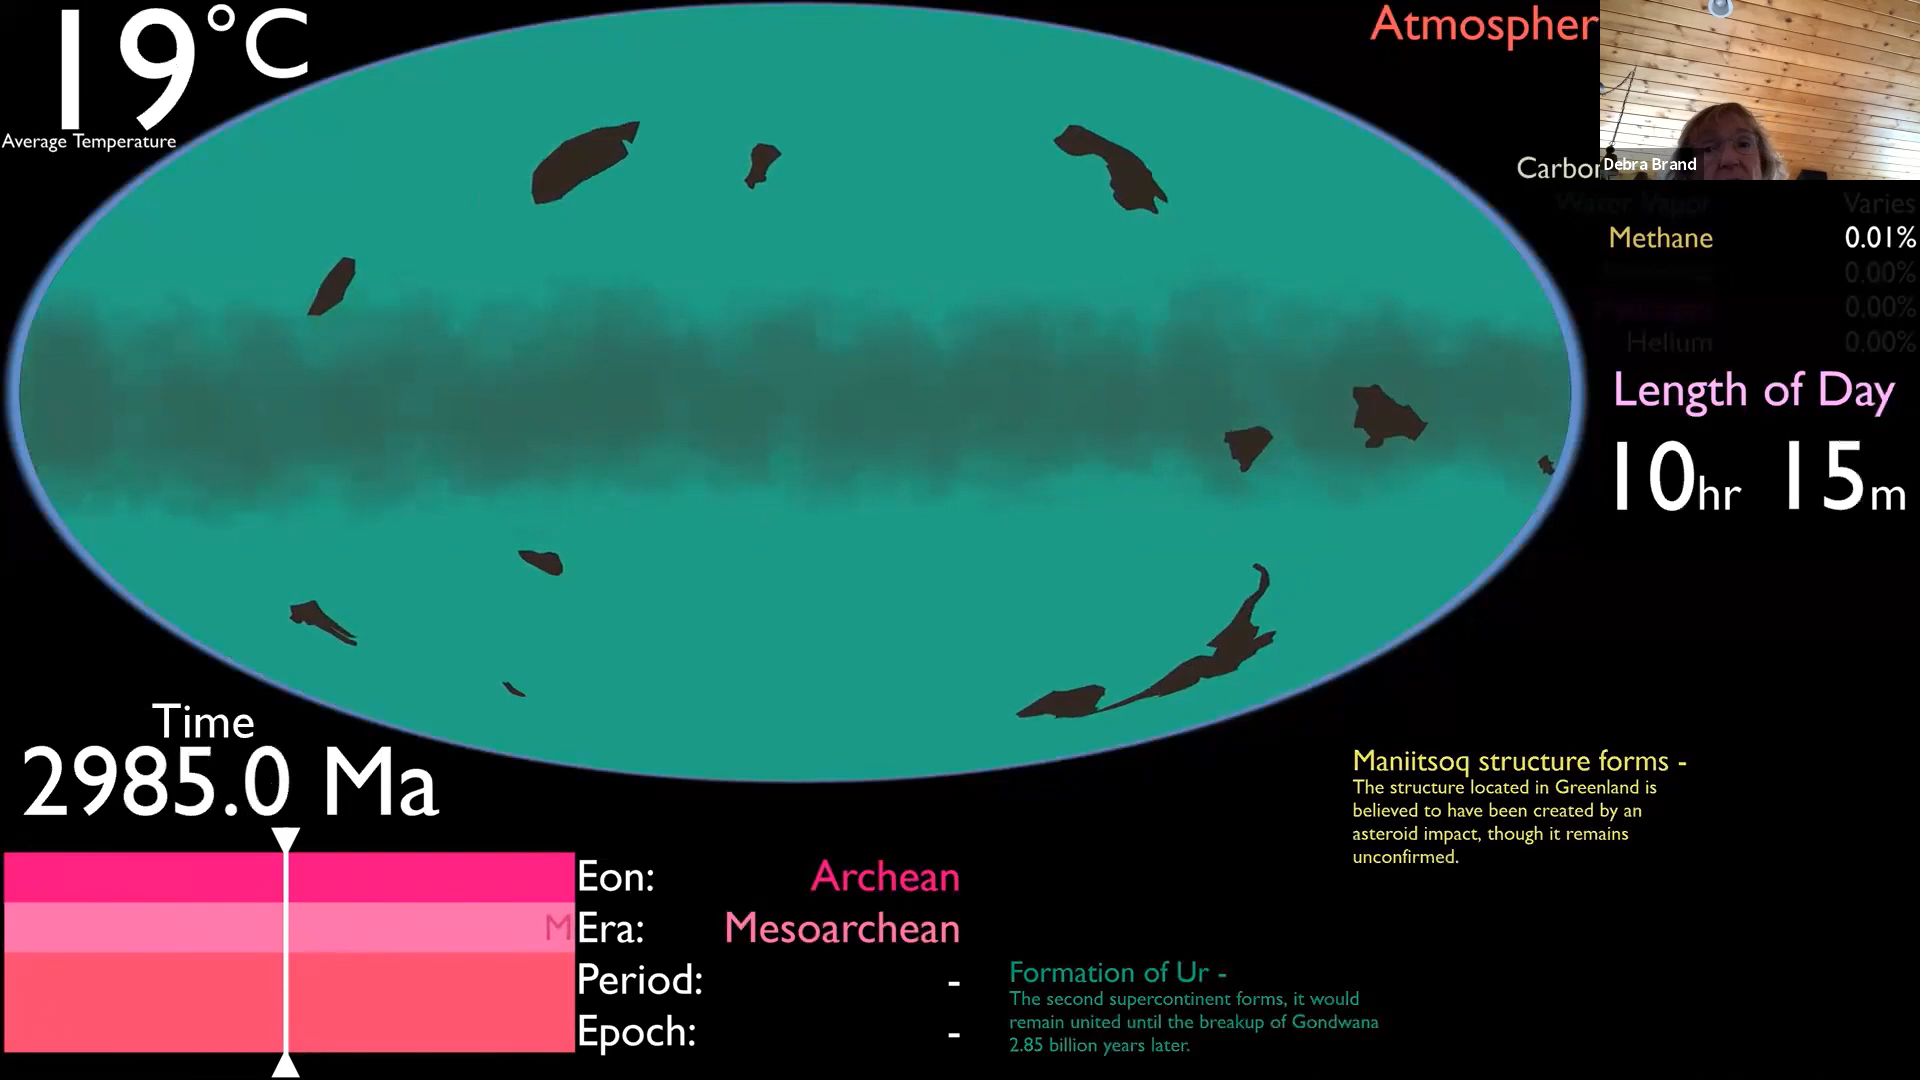 19°C
Average Temperature
Atmospher
Debra Brand
Carbon
Water Vapor Varies
Methane 0.01%
0.00%
0.00%
Helium 0.00%
Length of Day
10hr 15m
Time
2985.0 Ma
Maniitsoq structure forms -
The structure located in Greenland is
believed to have been created by an
asteroid impact, though it remains
unconfirmed.
Eon: Archean
M Era: Mesoarchean
Period: -
Epoch: -
Formation of Ur -
The second supercontinent forms, it would
remain united until the breakup of Gondwana
2.85 billion years later.